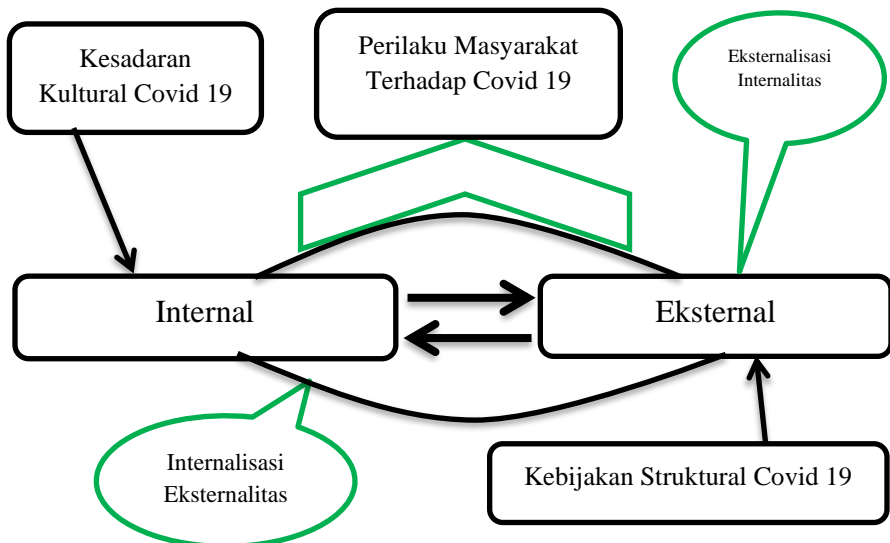 Kesadaran
Kultural Covid 19
Perilaku Masyarakat
Terhadap Covid 19
Eksternalisasi
Internalitas
Internal
Eksternal
Internalisasi
Eksternalitas
Kebijakan Struktural Covid 19